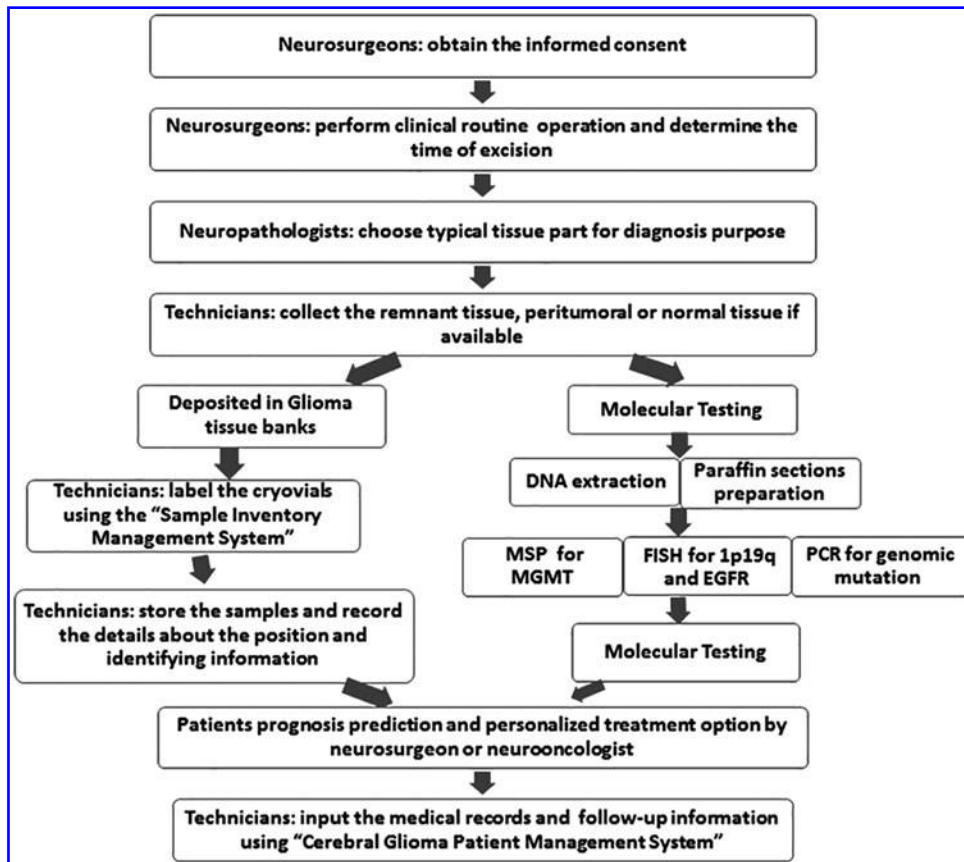 Neurosurgeons: obtain the informed consent
Neurosurgeons: perform clinical routine operation and determine the
time of excision
Neuropathologists: choose typical tissue part for diagnosis purpose
Technicians: collect the remnant tissue, peritumoral or normal tissue if
available
Deposited in Glioma
tissue banks
Technicians: label the cryovials
using the “Sample Inventory
Management System”
Technicians: store the samples and record
the details about the position and
identifying information
Molecular Testing
DNA extraction
Paraffin sections
preparation
MSP for
MGMT
FISH for 1p19q
and EGFR
PCR for genomic
mutation
Molecular Testing
Patients prognosis prediction and personalized treatment option by
neurosurgeon or neurooncologist
Technicians: input the medical records and follow-up information
using “Cerebral Glioma Patient Management System”